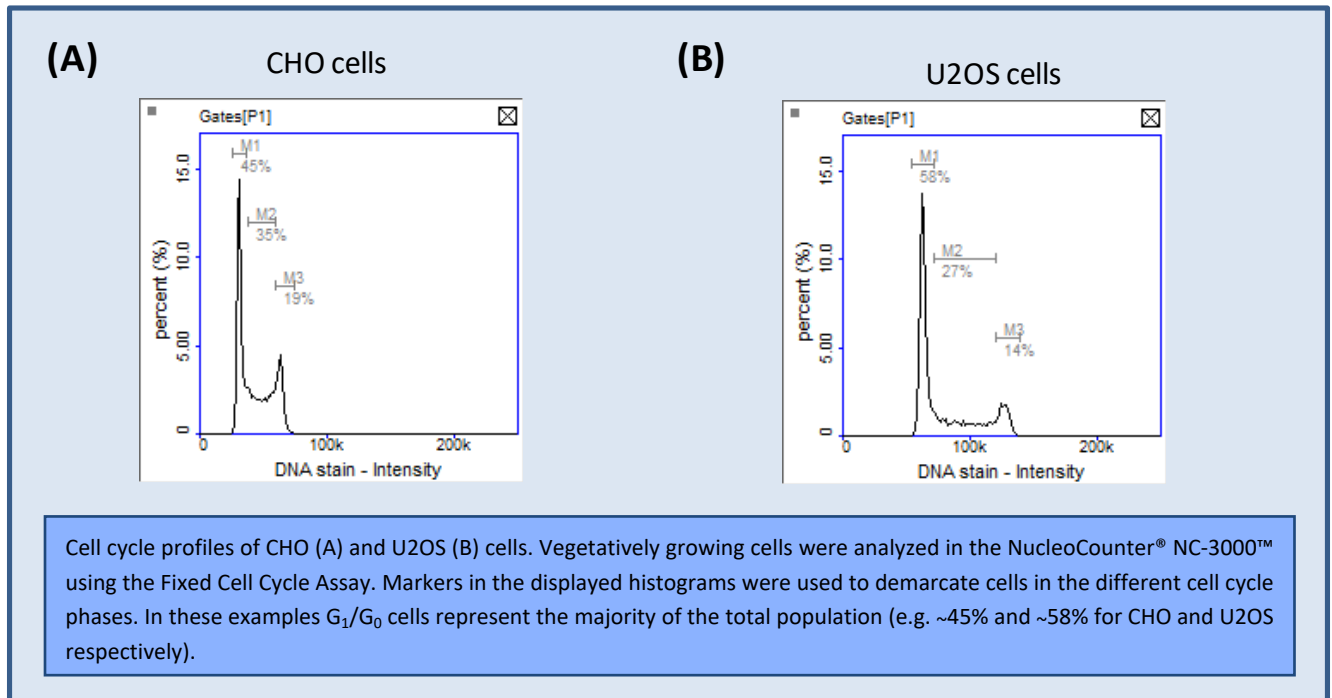 (A)
CHO cells
Gates[P1]
M1
45%
M2
35%
M3
19%
15.0
10.0
5.00
0
percent (%)
0
100k
200k
DNA stain - Intensity
(B)
U2OS cells
Gates[P1]
M1
58%
M2
27%
M3
14%
15.0
10.0
5.00
0
percent (%)
0
100k
200k
DNA stain - Intensity
Cell cycle profiles of CHO (A) and U2OS (B) cells. Vegetatively growing cells were analyzed in the NucleoCounter® NC-3000™
using the Fixed Cell Cycle Assay. Markers in the displayed histograms were used to demarcate cells in the different cell cycle
phases. In these examples G₁/G₀ cells represent the majority of the total population (e.g. ~45% and ~58% for CHO and U2OS
respectively).